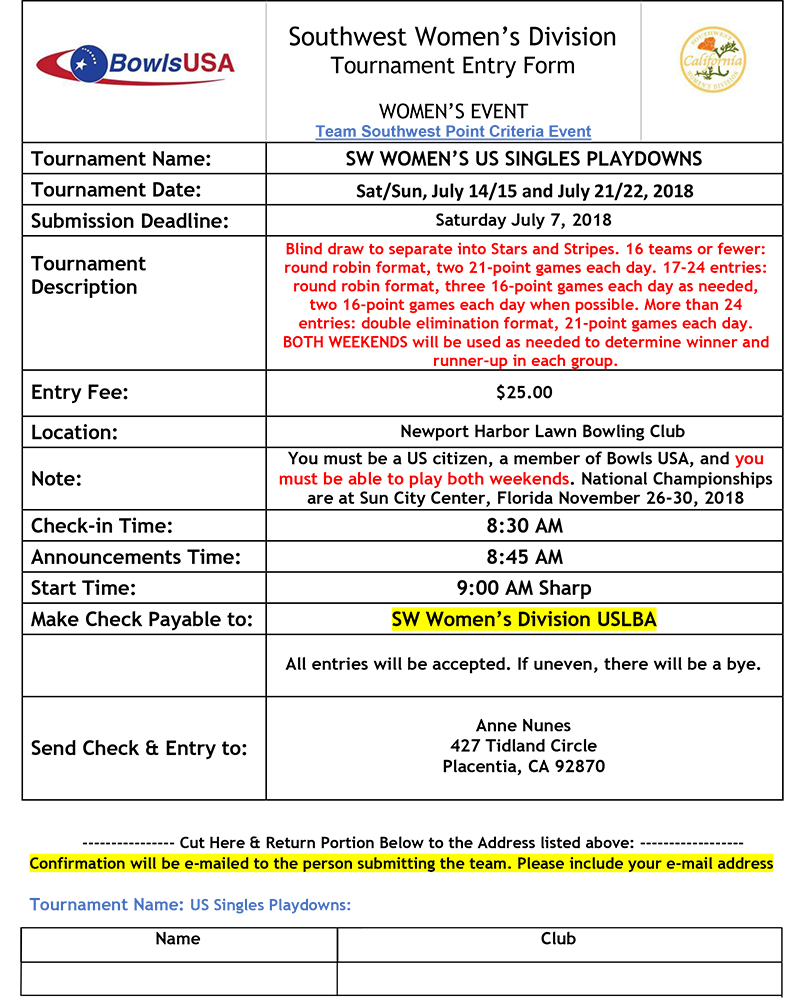 BowlsUSA
Southwest Women's Division
Tournament Entry Form
WOMEN'S EVENT
Team Southwest Point Criteria Event
SOUTHWEST
California
WOMEN'S DIVISION
Tournament Name:
SW WOMEN'S US SINGLES PLAYDOWNS
Tournament Date:
Sat/Sun, July 14/15 and July 21/22, 2018
Submission Deadline:
Saturday July 7, 2018
Tournament
Description
Blind draw to separate into Stars and Stripes. 16 teams or fewer:
round robin format, two 21-point games each day. 17-24 entries:
round robin format, three 16-point games each day as needed,
two 16-point games each day when possible. More than 24
entries: double elimination format, 21-point games each day.
BOTH WEEKENDS will be used as needed to determine winner and
runner-up in each group.
Entry Fee:
$25.00
Location:
Newport Harbor Lawn Bowling Club
Note:
You must be a US citizen, a member of Bowls USA, and you
must be able to play both weekends. National Championships
are at Sun City Center, Florida November 26-30, 2018
Check-in Time:
8:30 AM
Announcements Time:
8:45 AM
Start Time:
9:00 AM Sharp
Make Check Payable to:
SW Women's Division USLBA
All entries will be accepted. If uneven, there will be a bye.
Send Check & Entry to:
Anne Nunes
427 Tidland Circle
Placentia, CA 92870
---------------- Cut Here & Return Portion Below to the Address listed above: ------------------
Confirmation will be e-mailed to the person submitting the team. Please include your e-mail address
Tournament Name: US Singles Playdowns:
Name
Club